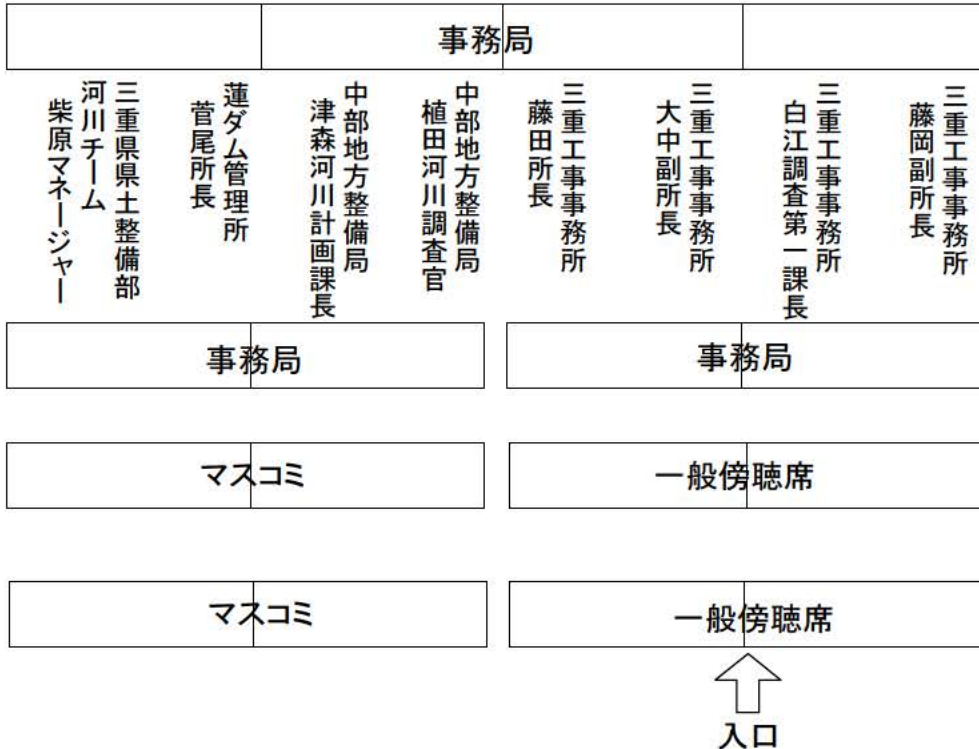 事務局
三重県県土整備部
河川チーム
柴原マネージャー
蓮ダム管理所
菅尾所長
中部地方整備局
津森河川計画課長
中部地方整備局
植田河川調査官
三重工事事務所
藤田所長
三重工事事務所
大中副所長
三重工事事務所
白江調査第一課長
三重工事事務所
藤岡副所長
事務局
事務局
マスコミ
一般傍聴席
マスコミ
一般傍聴席
入口